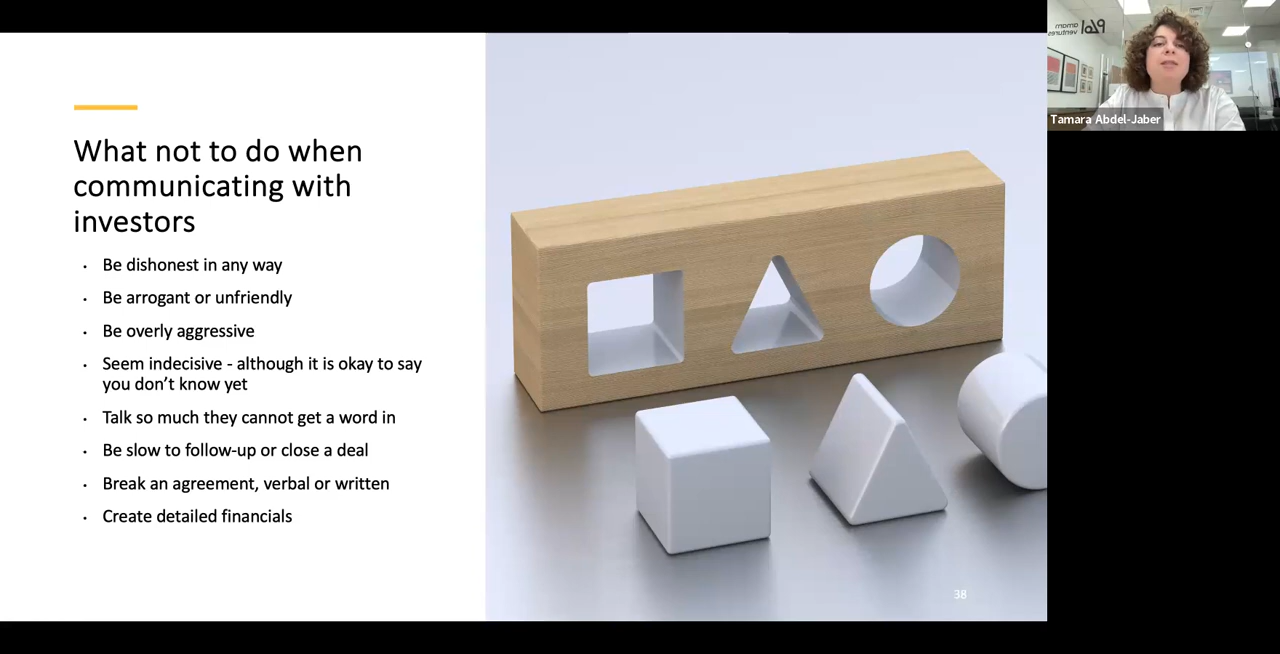 What not to do when
communicating with
investors
• Be dishonest in any way
• Be arrogant or unfriendly
• Be overly aggressive
• Seem indecisive - although it is okay to say
you don’t know yet
• Talk so much they cannot get a word in
• Be slow to follow-up or close a deal
• Break an agreement, verbal or written
• Create detailed financials
38
amam
ventures
Tamara Abdel-Jaber